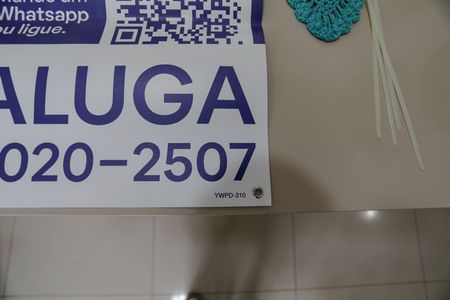 Whatsapp
ou ligue.
ALUGA
020-2507
YWPD-310